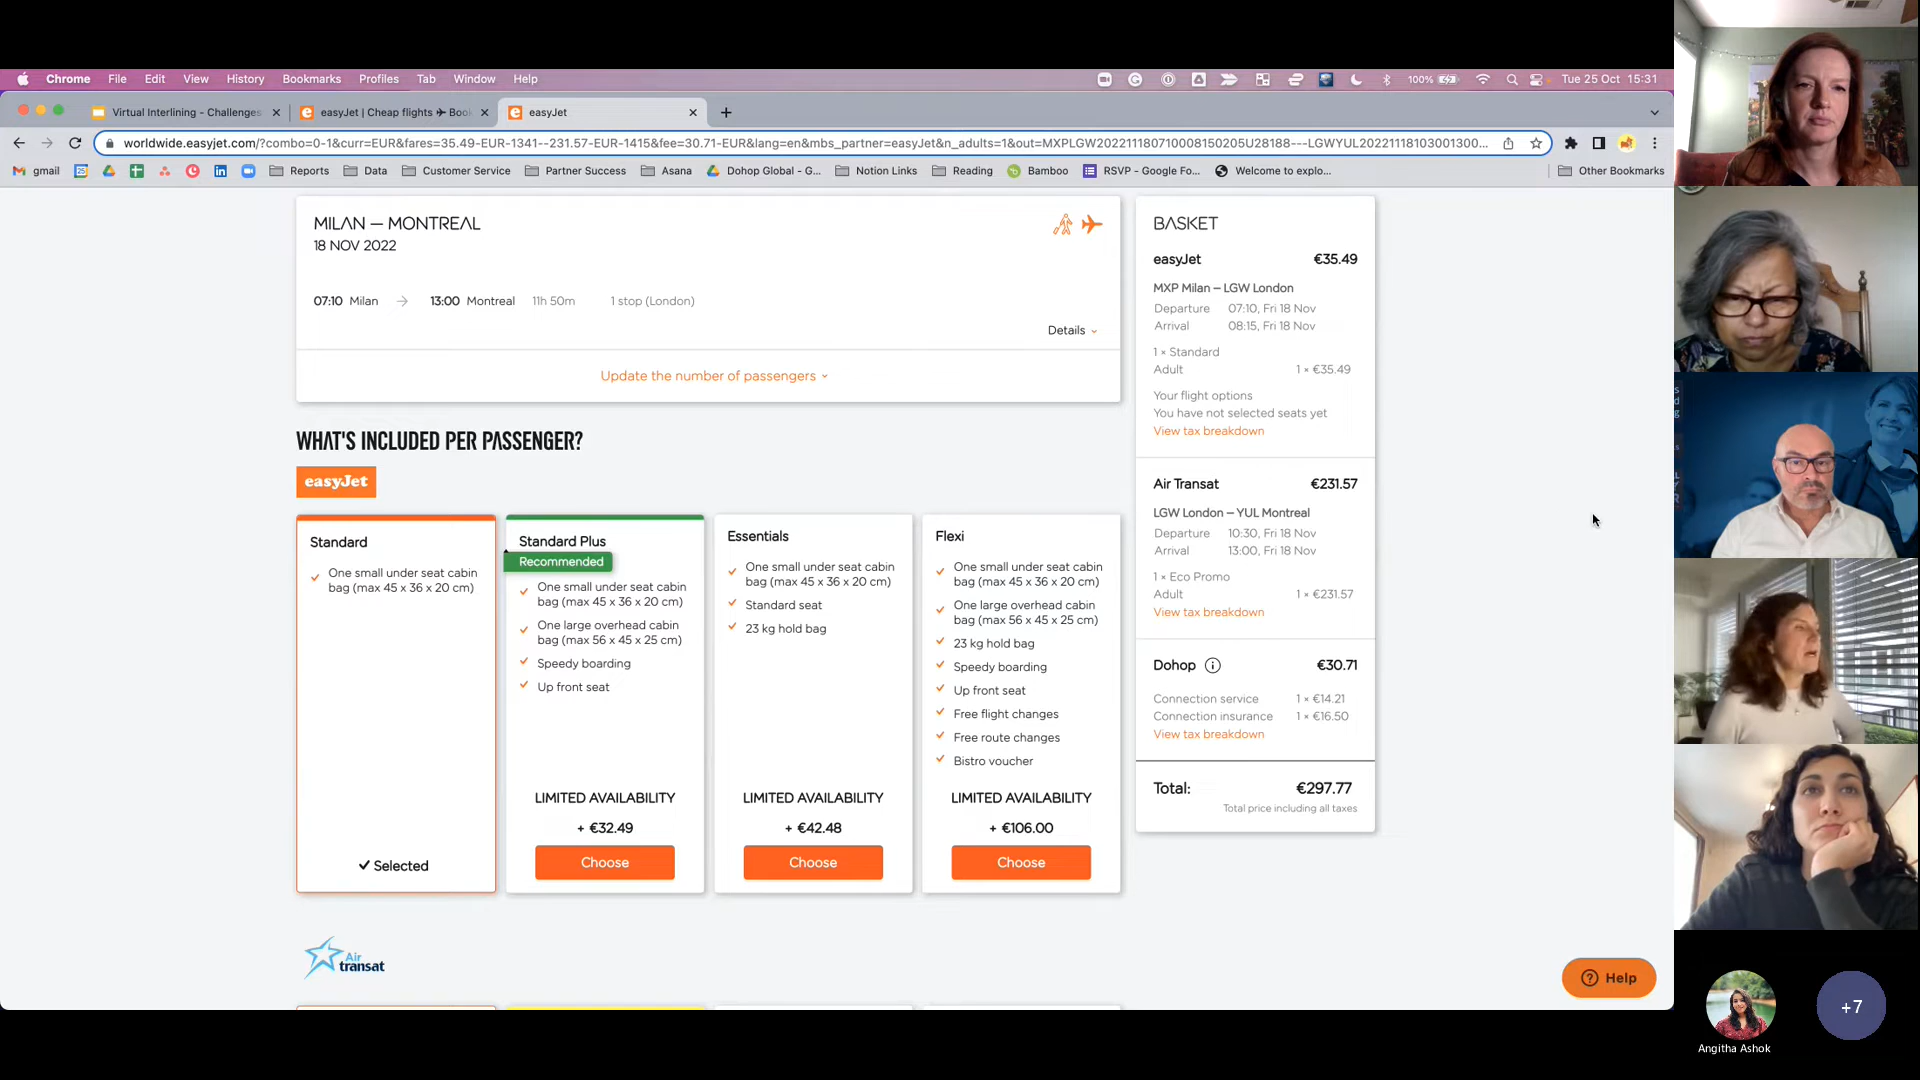 Chrome File Edit View History Bookmarks Profiles Tab Window Help 100% Tue 25 Oct 15:31
Virtual Interlining - Challenges easyJet | Cheap flights ✈ Boo easyJet
worldwide.easyjet.com/?combo=0-1&curr=EUR&fares=35.49-EUR-1341--231.57-EUR-1415&fee=30.71-EUR&lang=en&mbs_partner=easyJet&n_adults=1&out=MXPLGW202211180710008150205U28188---LGWYUL20221118103001300...
gmail Reports Data Customer Service Partner Success Asana Dohop Global - G... Notion Links Reading Bamboo RSVP - Google Fo... Welcome to explo... Other Bookmarks
MILAN — MONTREAL
18 NOV 2022
07:10 Milan → 13:00 Montreal 11h 50m 1 stop (London)
Details
Update the number of passengers
WHAT'S INCLUDED PER PASSENGER?
easyJet
Standard
One small under seat cabin
bag (max 45 x 36 x 20 cm)
✓ Selected
Standard Plus
Recommended
One small under seat cabin
bag (max 45 x 36 x 20 cm)
One large overhead cabin
bag (max 56 x 45 x 25 cm)
Speedy boarding
Up front seat
LIMITED AVAILABILITY
+ €32.49
Choose
Essentials
One small under seat cabin
bag (max 45 x 36 x 20 cm)
Standard seat
23 kg hold bag
LIMITED AVAILABILITY
+ €42.48
Choose
Flexi
One small under seat cabin
bag (max 45 x 36 x 20 cm)
One large overhead cabin
bag (max 56 x 45 x 25 cm)
23 kg hold bag
Speedy boarding
Up front seat
Free flight changes
Free route changes
Bistro voucher
LIMITED AVAILABILITY
+ €106.00
Choose
Air
transat
BASKET
easyJet €35.49
MXP Milan – LGW London
Departure 07:10, Fri 18 Nov
Arrival 08:15, Fri 18 Nov
1 × Standard
Adult 1 × €35.49
Your flight options
You have not selected seats yet
View tax breakdown
Air Transat €231.57
LGW London – YUL Montreal
Departure 10:30, Fri 18 Nov
Arrival 13:00, Fri 18 Nov
1 × Eco Promo
Adult 1 × €231.57
View tax breakdown
Dohop €30.71
Connection service 1 × €14.21
Connection insurance 1 × €16.50
View tax breakdown
Total: €297.77
Total price including all taxes
Help
+7
Angitha Ashok